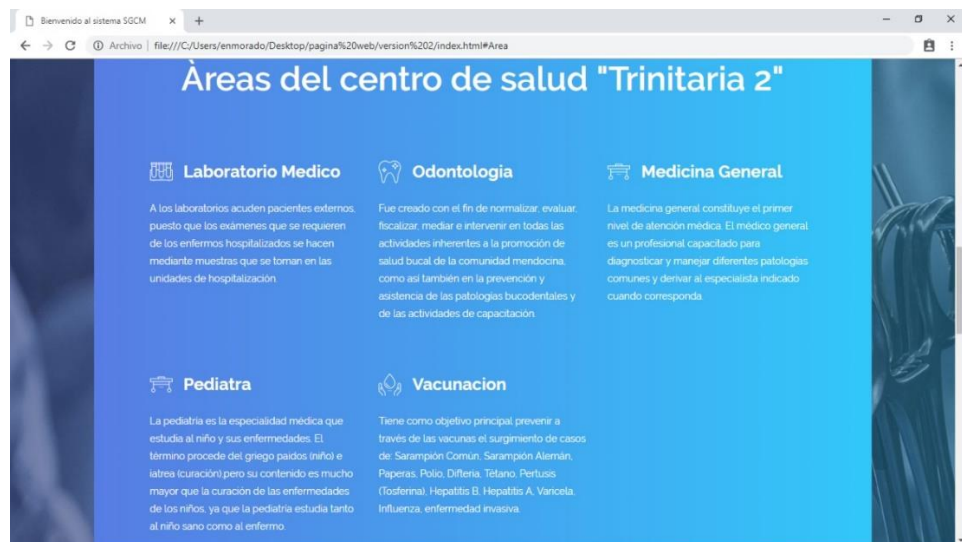 Bienvenido al sistema SGCM
Archivo | file:///C:/Users/enmorado/Desktop/pagina%20web/version%202/index.html#Area
Àreas del centro de salud "Trinitaria 2"
Laboratorio Medico
A los laboratorios acuden pacientes externos,
puesto que los exámenes que se requieren
de los enfermos hospitalizados se hacen
mediante muestras que se toman en las
unidades de hospitalización.
Odontologia
Fue creado con el fin de normalizar, evaluar,
fiscalizar, mediar e intervenir en todas las
actividades inherentes a la promoción de
salud bucal de la comunidad mendocina,
como así también en la prevención y
asistencia de las patologías bucodentales y
de las actividades de capacitación
Medicina General
La medicina general constituye el primer
nivel de atención médica. El médico general
es un profesional capacitado para
diagnosticar y manejar diferentes patologías
comunes y derivar al especialista indicado
cuando corresponda.
Pediatra
La pediatría es la especialidad médica que
estudia al niño y sus enfermedades. El
término procede del griego paidos (niño) e
iatrea (curación),pero su contenido es mucho
mayor que la curación de las enfermedades
de los niños, ya que la pediatría estudia tanto
al niño sano como al enfermo.
Vacunacion
Tiene como objetivo principal prevenir a
través de las vacunas el surgimiento de casos
de: Sarampión Común, Sarampión Alemán,
Paperas, Polio, Difteria, Tétano, Pertusis
(Tosferina), Hepatitis B, Hepatitis A, Varicela,
Influenza, enfermedad invasiva.